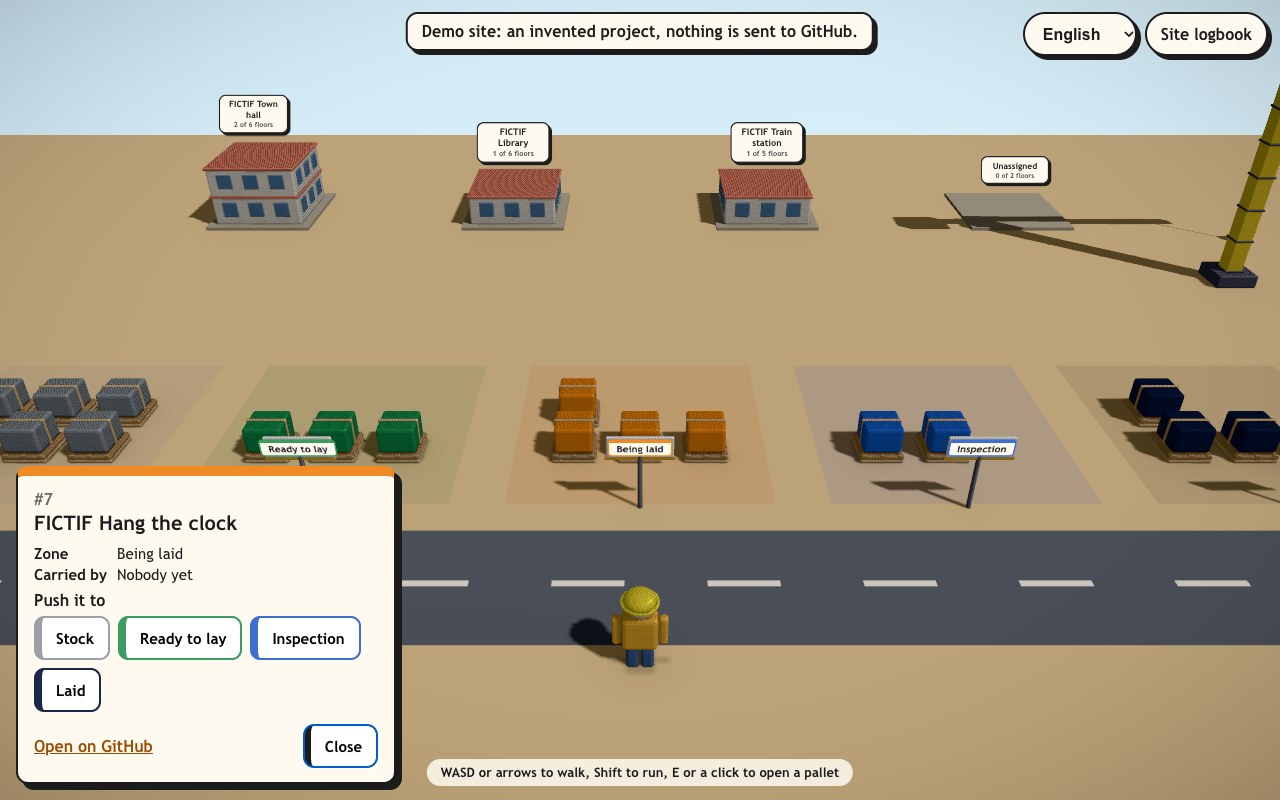 Demo site: an invented project, nothing is sent to GitHub.
English
Site logbook
FICTIF Town
hall
2 of 6 floors
FICTIF
Library
1 of 6 floors
FICTIF Train
station
1 of 5 floors
Unassigned
0 of 2 floors
Ready to lay
Being laid
Inspection
#7
FICTIF Hang the clock
Zone Being laid
Carried by Nobody yet
Push it to
Stock
Ready to lay
Inspection
Laid
Open on GitHub
Close
WASD or arrows to walk, Shift to run, E or a click to open a pallet